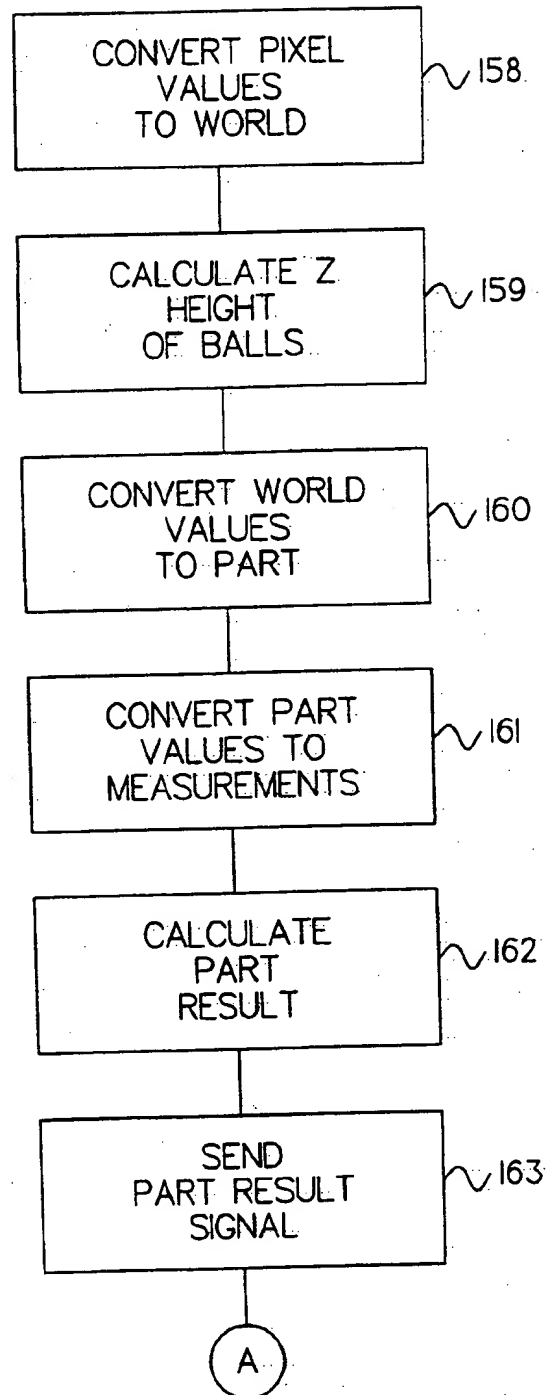 CONVERT PIXEL
VALUES
TO WORLD
158
CALCULATE Z
HEIGHT
OF BALLS
159
CONVERT WORLD
VALUES
TO PART
160
CONVERT PART
VALUES TO
MEASUREMENTS
161
CALCULATE
PART
RESULT
162
SEND
PART RESULT
SIGNAL
163
A